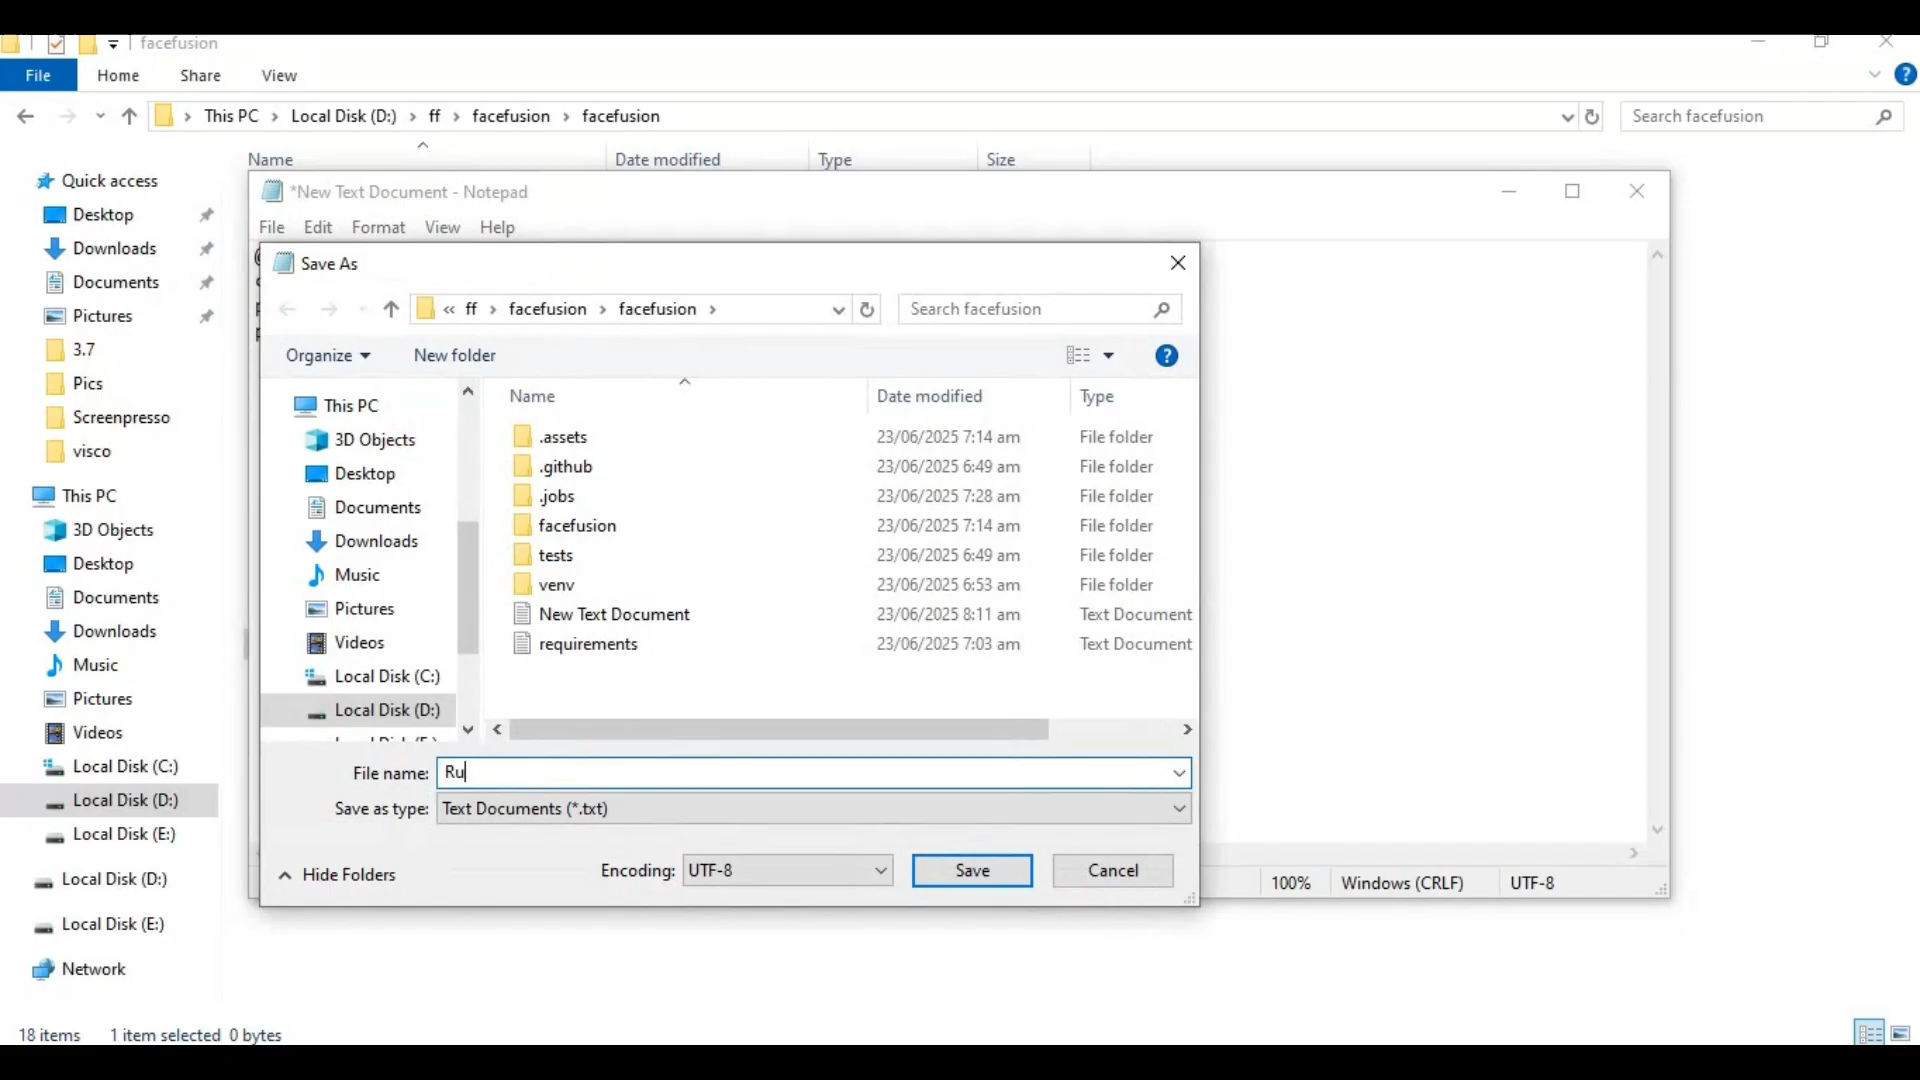 facefusion
File Home Share View
This PC Local Disk (D:) ff facefusion facefusion
Search facefusion
Name Date modified Type Size
Quick access
Desktop
Downloads
Documents
Pictures
3.7
Pics
Screenpresso
visco
This PC
3D Objects
Desktop
Documents
Downloads
Music
Pictures
Videos
Local Disk (C:)
Local Disk (D:)
Local Disk (E:)
Local Disk (D:)
Local Disk (E:)
Network
18 items 1 item selected 0 bytes
*New Text Document - Notepad
File Edit Format View Help
100% Windows (CRLF) UTF-8
Save As
« ff facefusion facefusion
Search facefusion
Organize New folder
This PC
3D Objects
Desktop
Documents
Downloads
Music
Pictures
Videos
Local Disk (C:)
Local Disk (D:)
Name Date modified Type
.assets 23/06/2025 7:14 am File folder
.github 23/06/2025 6:49 am File folder
.jobs 23/06/2025 7:28 am File folder
facefusion 23/06/2025 7:14 am File folder
tests 23/06/2025 6:49 am File folder
venv 23/06/2025 6:53 am File folder
New Text Document 23/06/2025 8:11 am Text Document
requirements 23/06/2025 7:03 am Text Document
File name: Ru
Save as type: Text Documents (*.txt)
Hide Folders Encoding: UTF-8 Save Cancel